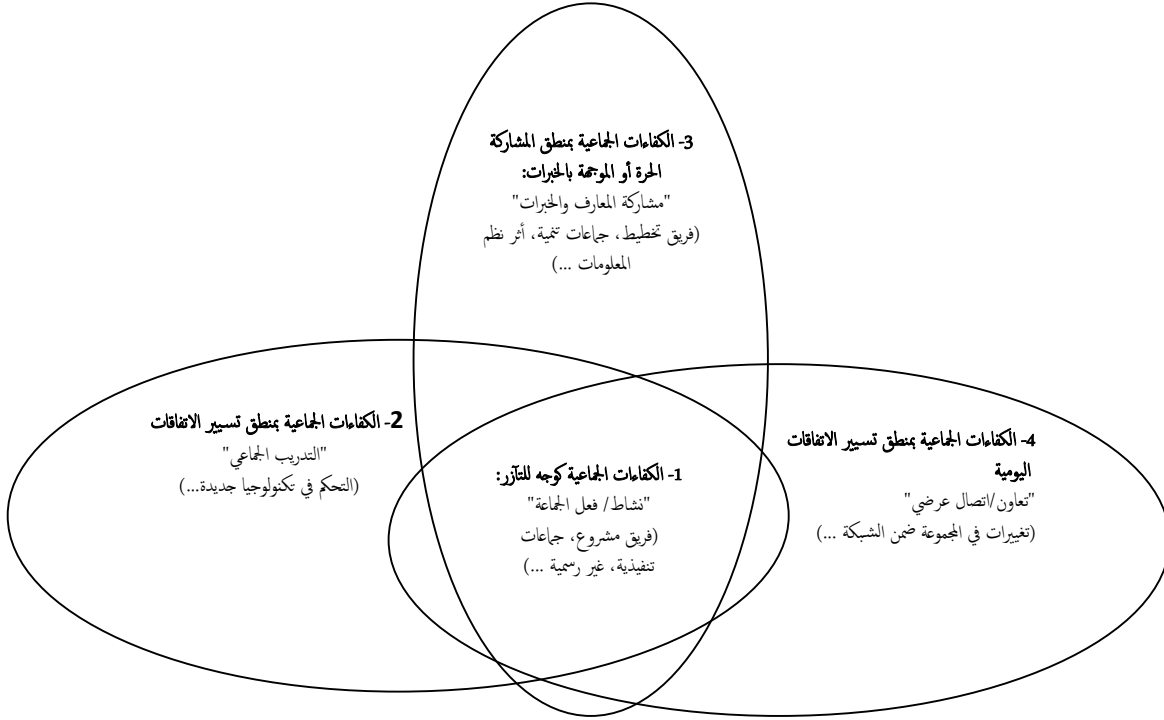 3- الكفاءات الجماعية بمنطق المشاركة
الحرة أو الموجهة بالخبرات:
"مشاركة المعارف والخبرات"
(فريق تخطيط، جماعات تنمية، أثر نظم
المعلومات ...)
2- الكفاءات الجماعية بمنطق تسيير الاتفاقات
"التدريب الجماعي"
(التحكم في تكنولوجيا جديدة...)
1- الكفاءات الجماعية كوجه للتآزر:
"نشاط/ فعل الجماعة"
(فريق مشروع، جماعات
تنفيذية، غير رسمية ...)
4- الكفاءات الجماعية بمنطق تسيير الاتفاقات
اليومية
"تعاون/اتصال عرضي"
(تغييرات في المجموعة ضمن الشبكة ...)